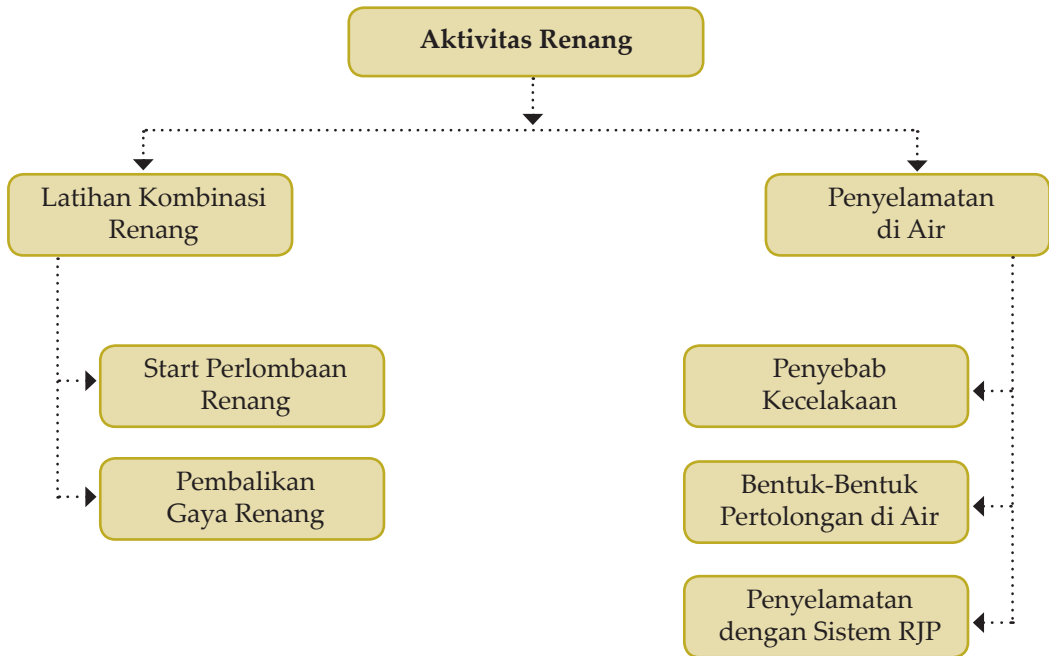 Aktivitas Renang
Latihan Kombinasi
Renang
Start Perlombaan
Renang
Pembalikan
Gaya Renang
Penyelamatan
di Air
Penyebab
Kecelakaan
Bentuk-Bentuk
Pertolongan di Air
Penyelamatan
dengan Sistem RJP